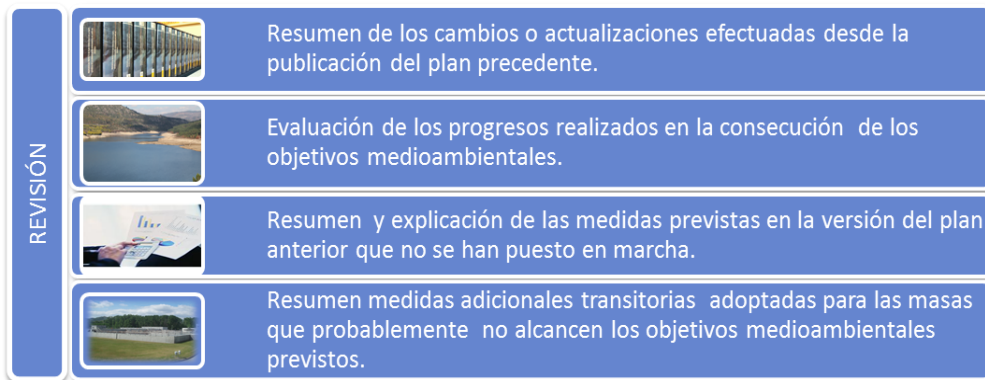 REVISIÓN
Resumen de los cambios o actualizaciones efectuadas desde la
publicación del plan precedente.
Evaluación de los progresos realizados en la consecución de los
objetivos medioambientales.
Resumen y explicación de las medidas previstas en la versión del plan
anterior que no se han puesto en marcha.
Resumen medidas adicionales transitorias adoptadas para las masas
que probablemente no alcancen los objetivos medioambientales
previstos.